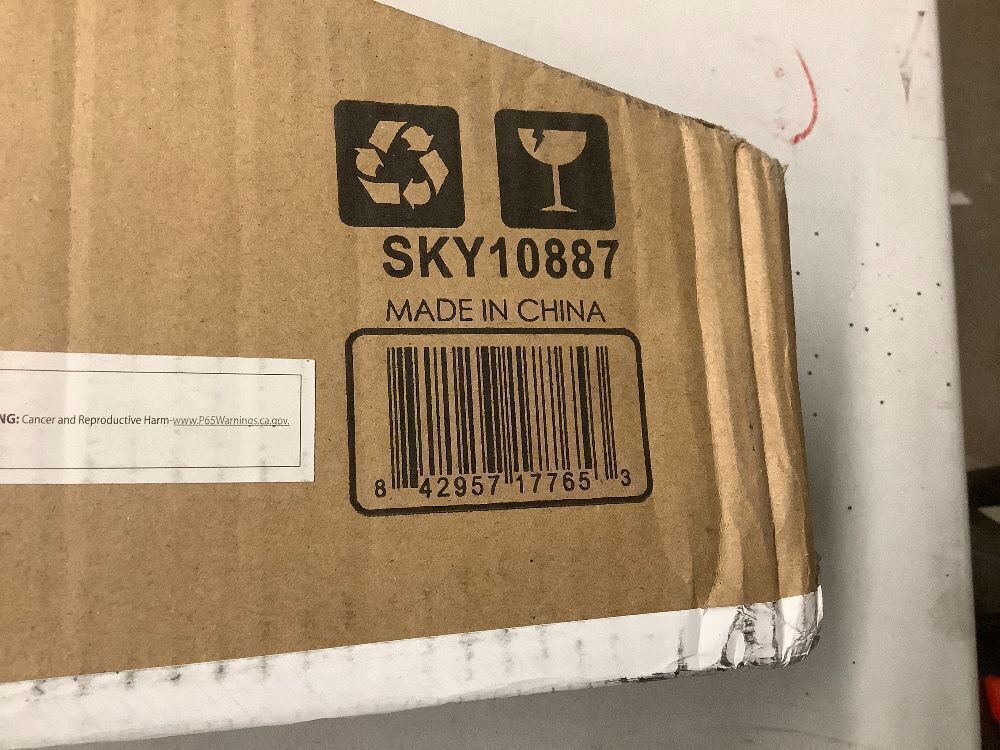 SKY10887
MADE IN CHINA
NG: Cancer and Reproductive Harm-www.P65Warnings.ca.gov.
8 42957 17765 3